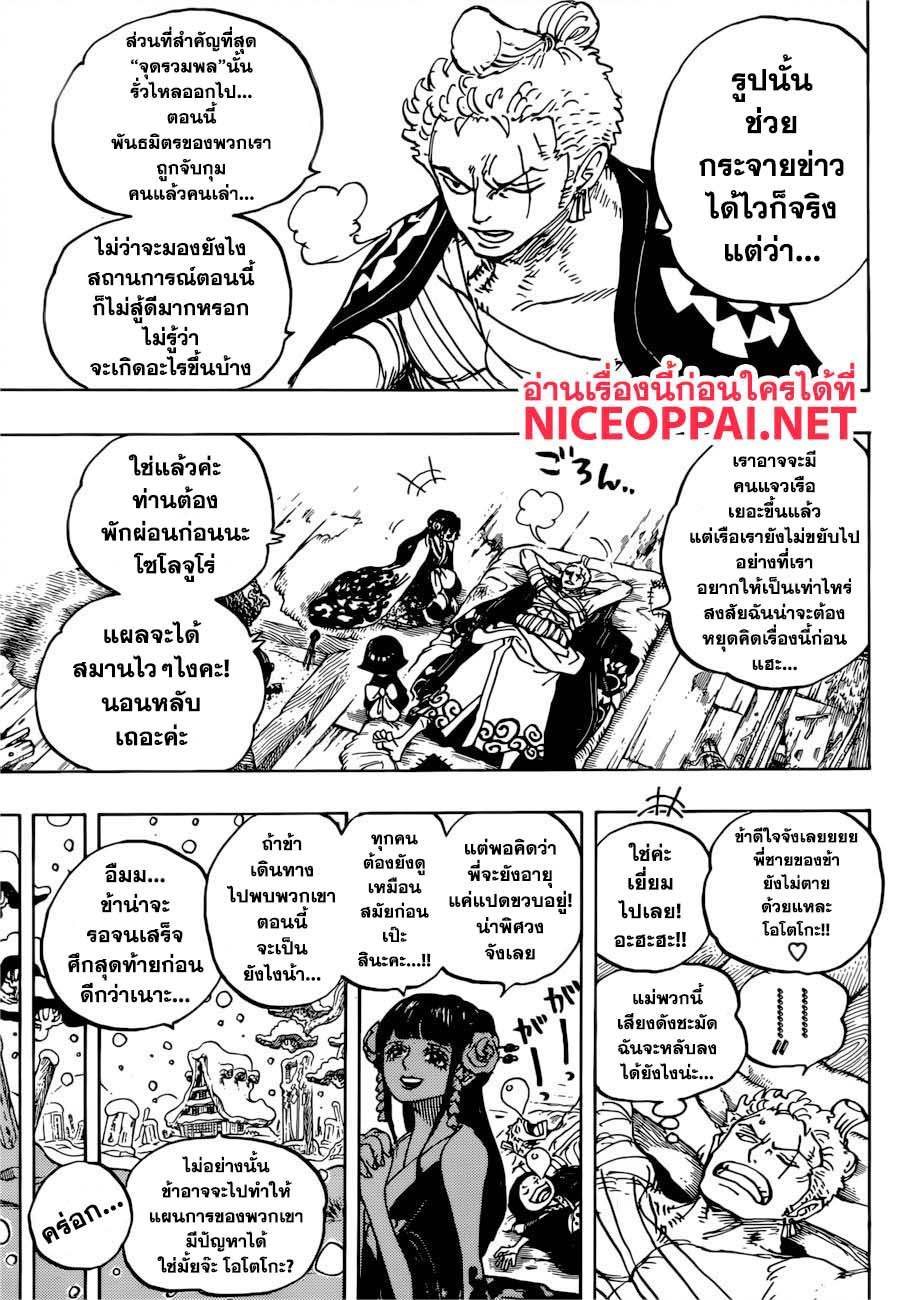 รูปนั้น
ช่วย
กระจายข่าว
ได้ไวก็จริง
แต่ว่า...
ส่วนที่สำคัญที่สุด
“จุดรวมพล”นั้น
รั่วไหลออกไป...
ตอนนี้
พันธมิตรของพวกเรา
ถูกจับกุม
คนแล้วคนเล่า...
ไม่ว่าจะมองยังไง
สถานการณ์ตอนนี้
ก็ไม่สู้ดีมากหรอก
ไม่รู้ว่า
จะเกิดอะไรขึ้นบ้าง
อ่านเรื่องนี้ก่อนใครได้ที่
NICEOPPAI.NET
เราอาจจะมี
คนแจวเรือ
เยอะขึ้นแล้ว
แต่เรือเรายังไม่ขยับไป
อย่างที่เรา
อยากให้เป็นเท่าไหร่
สงสัยฉันน่าจะต้อง
หยุดคิดเรื่องนี้ก่อน
แฮะ...
ごろん..
ใช่แล้วค่ะ
ท่านต้อง
พักผ่อนก่อนนะ
โซโลจูโร่
แผลจะได้
สมานไวๆไงคะ!
นอนหลับ
เถอะค่ะ
ข้าดีใจจังเลยยยย
พี่ชายของข้า
ยังไม่ตาย
ด้วยแหละ
โอโตโกะ!!
♡
ใช่ค่ะ
เยี่ยม
ไปเลย!
อะฮะฮะ!!
แม่พวกนี้
เสียงดังชะมัด
ฉันจะหลับลง
ได้ยังไงน่ะ...
แต่พอคิดว่า
พี่จะยังอายุ
แค่แปดขวบอยู่!
น่าพิศวง
จังเลย
ทุกคน
ต้องยังดู
เหมือน
สมัยก่อน
เป๊ะ
สินะคะ...!!
ガガーン!!
ถ้าข้า
เดินทาง
ไปพบพวกเขา
ตอนนี้
จะเป็น
ยังไงน้า...
อืมม...
ข้าน่าจะ
รอจนเสร็จ
ศึกสุดท้ายก่อน
ดีกว่าเนาะ...
ไม่อย่างนั้น
ข้าอาจจะไปทำให้
แผนการของพวกเขา
มีปัญหาได้
ใช่มั้ยจ๊ะ โอโตโกะ?
คร่อก...